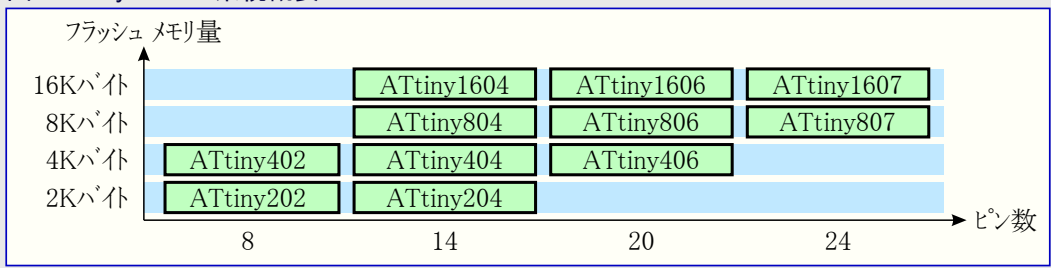 フラッシュ メモリ量
16Kバイト ATtiny1604 ATtiny1606 ATtiny1607
8Kバイト ATtiny804 ATtiny806 ATtiny807
4Kバイト ATtiny402 ATtiny404 ATtiny406
2Kバイト ATtiny202 ATtiny204
ピン数
8 14 20 24